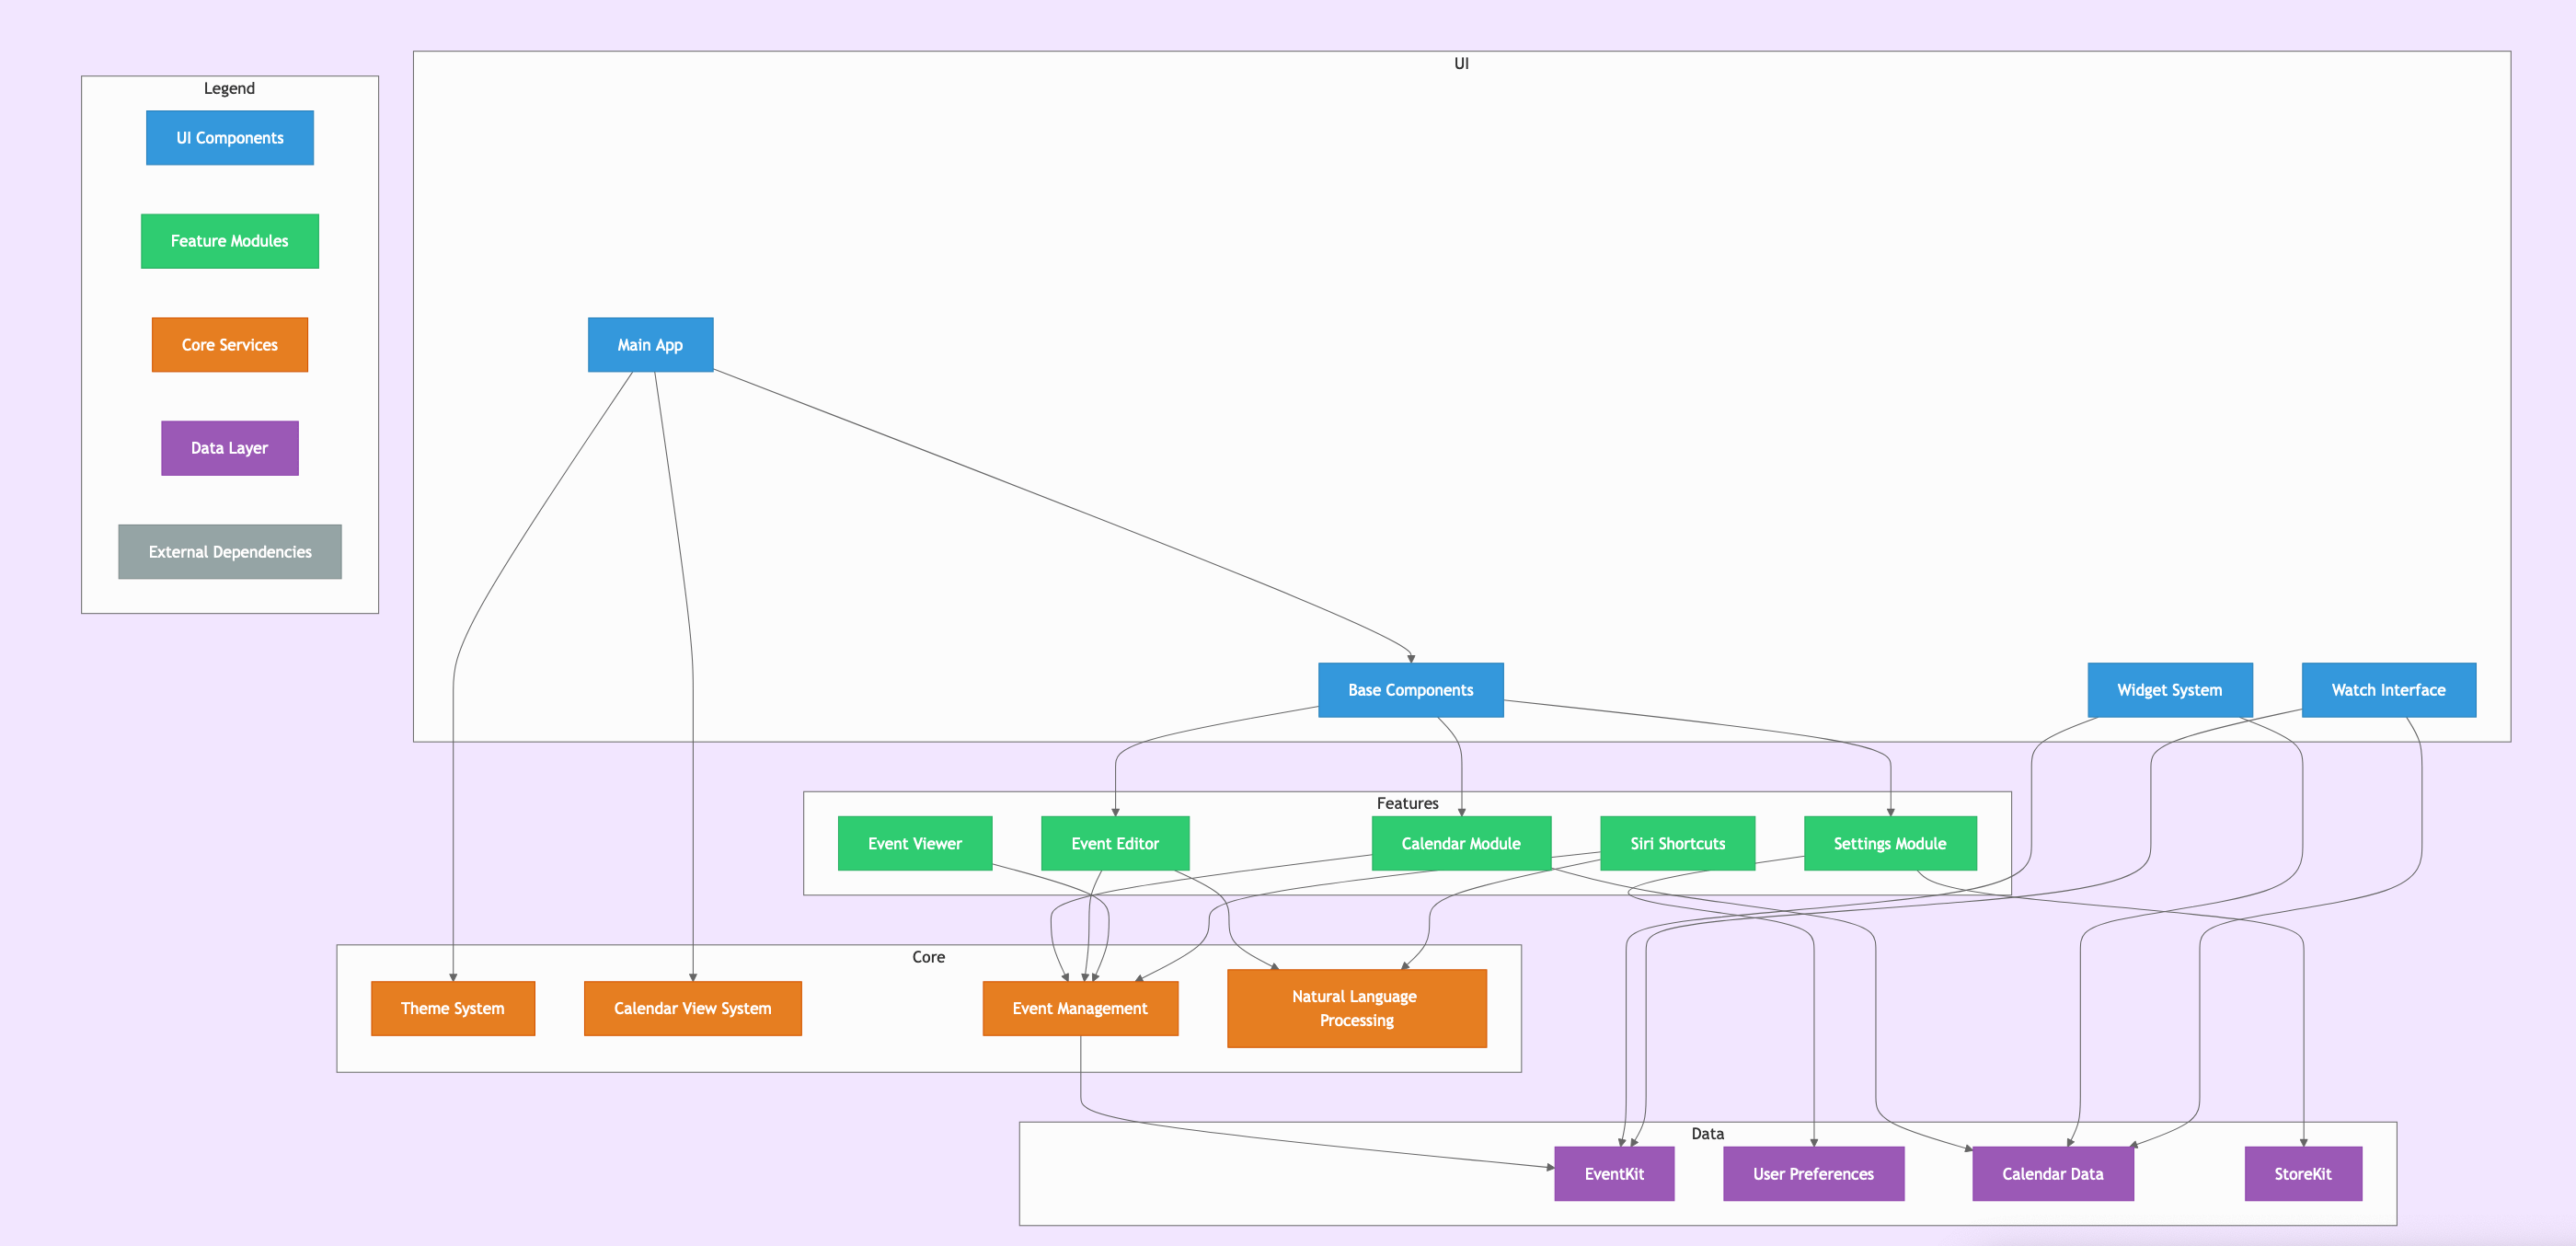 Legend
UI Components
Feature Modules
Core Services
Data Layer
External Dependencies
UI
Main App
Base Components
Widget System
Watch Interface
Features
Event Viewer
Event Editor
Calendar Module
Siri Shortcuts
Settings Module
Core
Theme System
Calendar View System
Event Management
Natural Language
Processing
Data
EventKit
User Preferences
Calendar Data
StoreKit